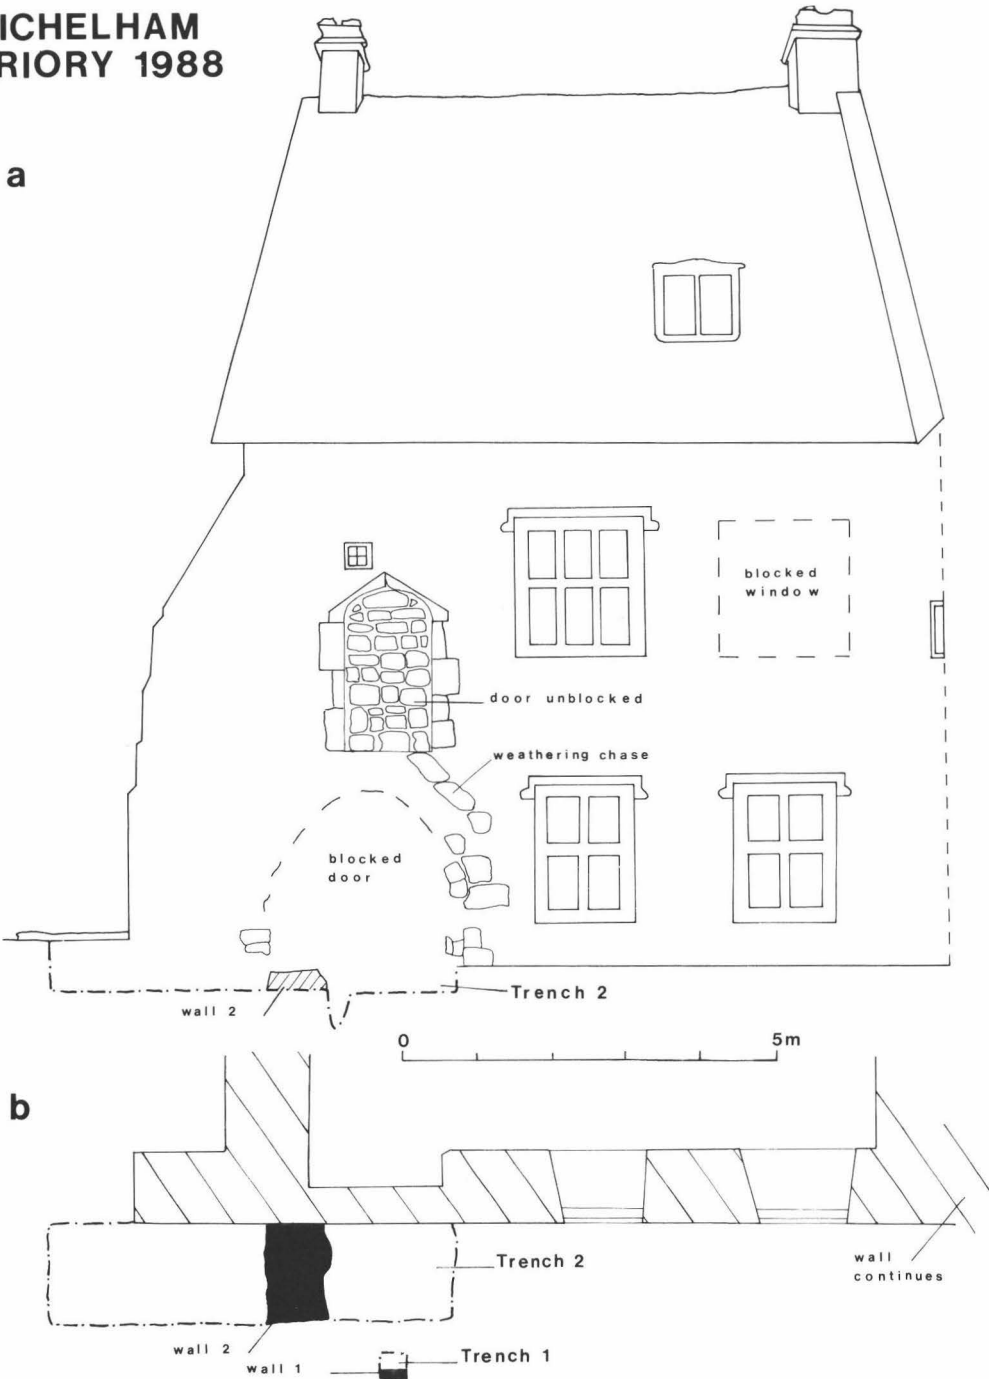 ICHELHAM
RIORY 1988
a
blocked
window
door unblocked
weathering chase
blocked
door
Trench 2
wall 2
0 5m
b
Trench 2
wall
continues
wall 2
Trench 1
wall 1